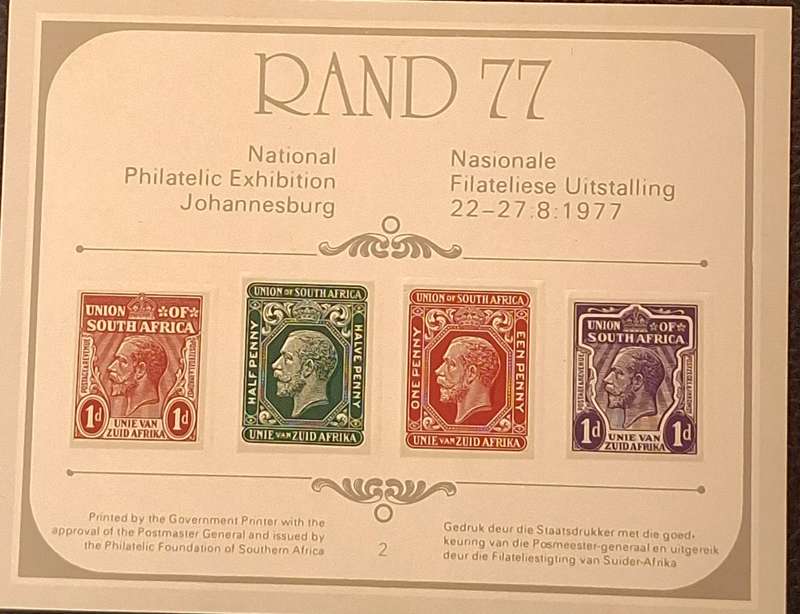 RAND 77
National
Philatelic Exhibition
Johannesburg
Nasionale
Filateliese Uitstalling
22–27:8:1977
UNION OF
SOUTH AFRICA
1d
1d
UNIE VAN
ZUID AFRIKA
UNION OF SOUTH AFRICA
HALF PENNY
HALVE PENNY
UNIE VAN ZUID AFRIKA
UNION OF SOUTH AFRICA
ONE PENNY
EEN PENNY
UNIE VAN ZUID AFRIKA
UNION OF
SOUTH AFRICA
1d
1d
UNIE VAN
ZUID AFRIKA
Printed by the Government Printer with the
approval of the Postmaster General and issued by
the Philatelic Foundation of Southern Africa
2
Gedruk deur die Staatsdrukker met die goed-
keuring van die Posmeester-generaal en uitgereik
deur die Filateliestigting van Suider-Afrika